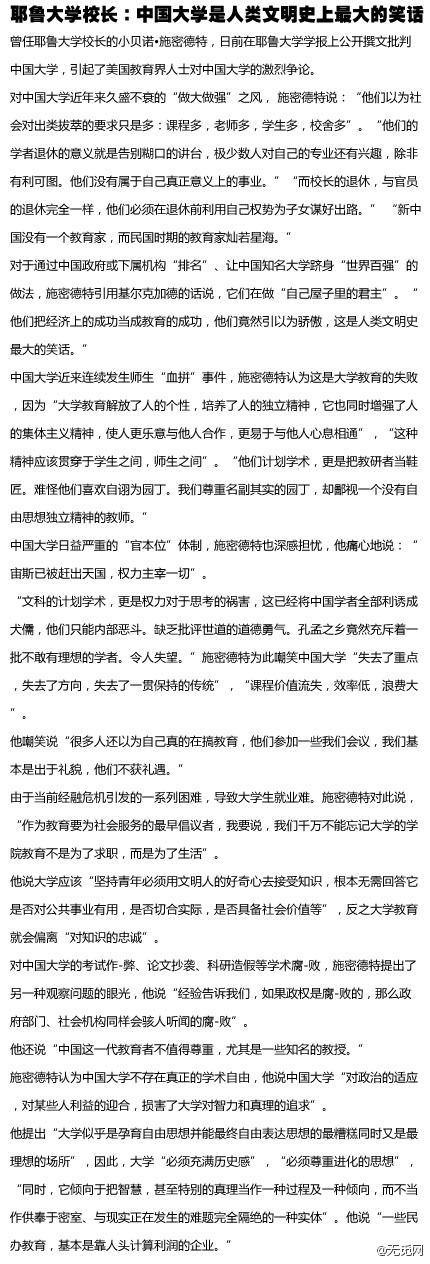 耶鲁大学校长：中国大学是人类文明史上最大的笑话
曾任耶鲁大学校长的小贝诺•施密德特，日前在耶鲁大学学报上公开撰文批判
中国大学，引起了美国教育界人士对中国大学的激烈争论。
对中国大学近年来久盛不衰的“做大做强”之风， 施密德特说：“他们以为社
会对出类拔萃的要求只是多：课程多，老师多，学生多，校舍多”。“他们的
学者退休的意义就是告别糊口的讲台，极少数人对自己的专业还有兴趣，除非
有利可图。他们没有属于自己真正意义上的事业。“ “而校长的退休，与官员
的退休完全一样，他们必须在退休前利用自己权势为子女谋好出路。“ “新中
国没有一个教育家，而民国时期的教育家灿若星海。“
对于通过中国政府或下属机构“排名”、让中国知名大学跻身“世界百强”的
做法，施密德特引用基尔克加德的话说，它们在做“自己屋子里的君主”。“
他们把经济上的成功当成教育的成功，他们竟然引以为骄傲，这是人类文明史
最大的笑话。“
中国大学近来连续发生师生“血拼”事件，施密德特认为这是大学教育的失败
，因为“大学教育解放了人的个性，培养了人的独立精神，它也同时增强了人
的集体主义精神，使人更乐意与他人合作，更易于与他人心息相通”，“这种
精神应该贯穿于学生之间，师生之间”。“他们计划学术，更是把教研者当鞋
匠。难怪他们喜欢自诩为园丁。我们尊重名副其实的园丁，却鄙视一个没有自
由思想独立精神的教师。“
中国大学日益严重的“官本位”体制，施密德特也深感担忧，他痛心地说：“
宙斯已被赶出天国，权力主宰一切”。
“文科的计划学术，更是权力对于思考的祸害，这已经将中国学者全部利诱成
犬儒，他们只能内部恶斗。缺乏批评世道的道德勇气。孔孟之乡竟然充斥着一
批不敢有理想的学者。令人失望。“施密德特为此嘲笑中国大学“失去了重点
，失去了方向，失去了一贯保持的传统”，“课程价值流失，效率低，浪费大
”。
他嘲笑说“很多人还以为自己真的在搞教育，他们参加一些我们会议，我们基
本是出于礼貌，他们不获礼遇。“
由于当前经融危机引发的一系列困难，导致大学生就业难。施密德特对此说，
“作为教育要为社会服务的最早倡议者，我要说，我们千万不能忘记大学的学
院教育不是为了求职，而是为了生活”。
他说大学应该“坚持青年必须用文明人的好奇心去接受知识，根本无需回答它
是否对公共事业有用，是否切合实际，是否具备社会价值等”，反之大学教育
就会偏离“对知识的忠诚”。
对中国大学的考试作-弊、论文抄袭、科研造假等学术腐-败，施密德特提出了
另一种观察问题的眼光，他说“经验告诉我们，如果政权是腐-败的，那么政
府部门、社会机构同样会骇人听闻的腐-败”。
他还说“中国这一代教育者不值得尊重，尤其是一些知名的教授。“
施密德特认为中国大学不存在真正的学术自由，他说中国大学“对政治的适应
，对某些人利益的迎合，损害了大学对智力和真理的追求”。
他提出“大学似乎是孕育自由思想并能最终自由表达思想的最糟糕同时又是最
理想的场所”，因此，大学“必须充满历史感”，“必须尊重进化的思想”，
“同时，它倾向于把智慧，甚至特别的真理当作一种过程及一种倾向，而不当
作供奉于密室、与现实正在发生的难题完全隔绝的一种实体”。他说“一些民
办教育，基本是靠人头计算利润的企业。“
@无觅网